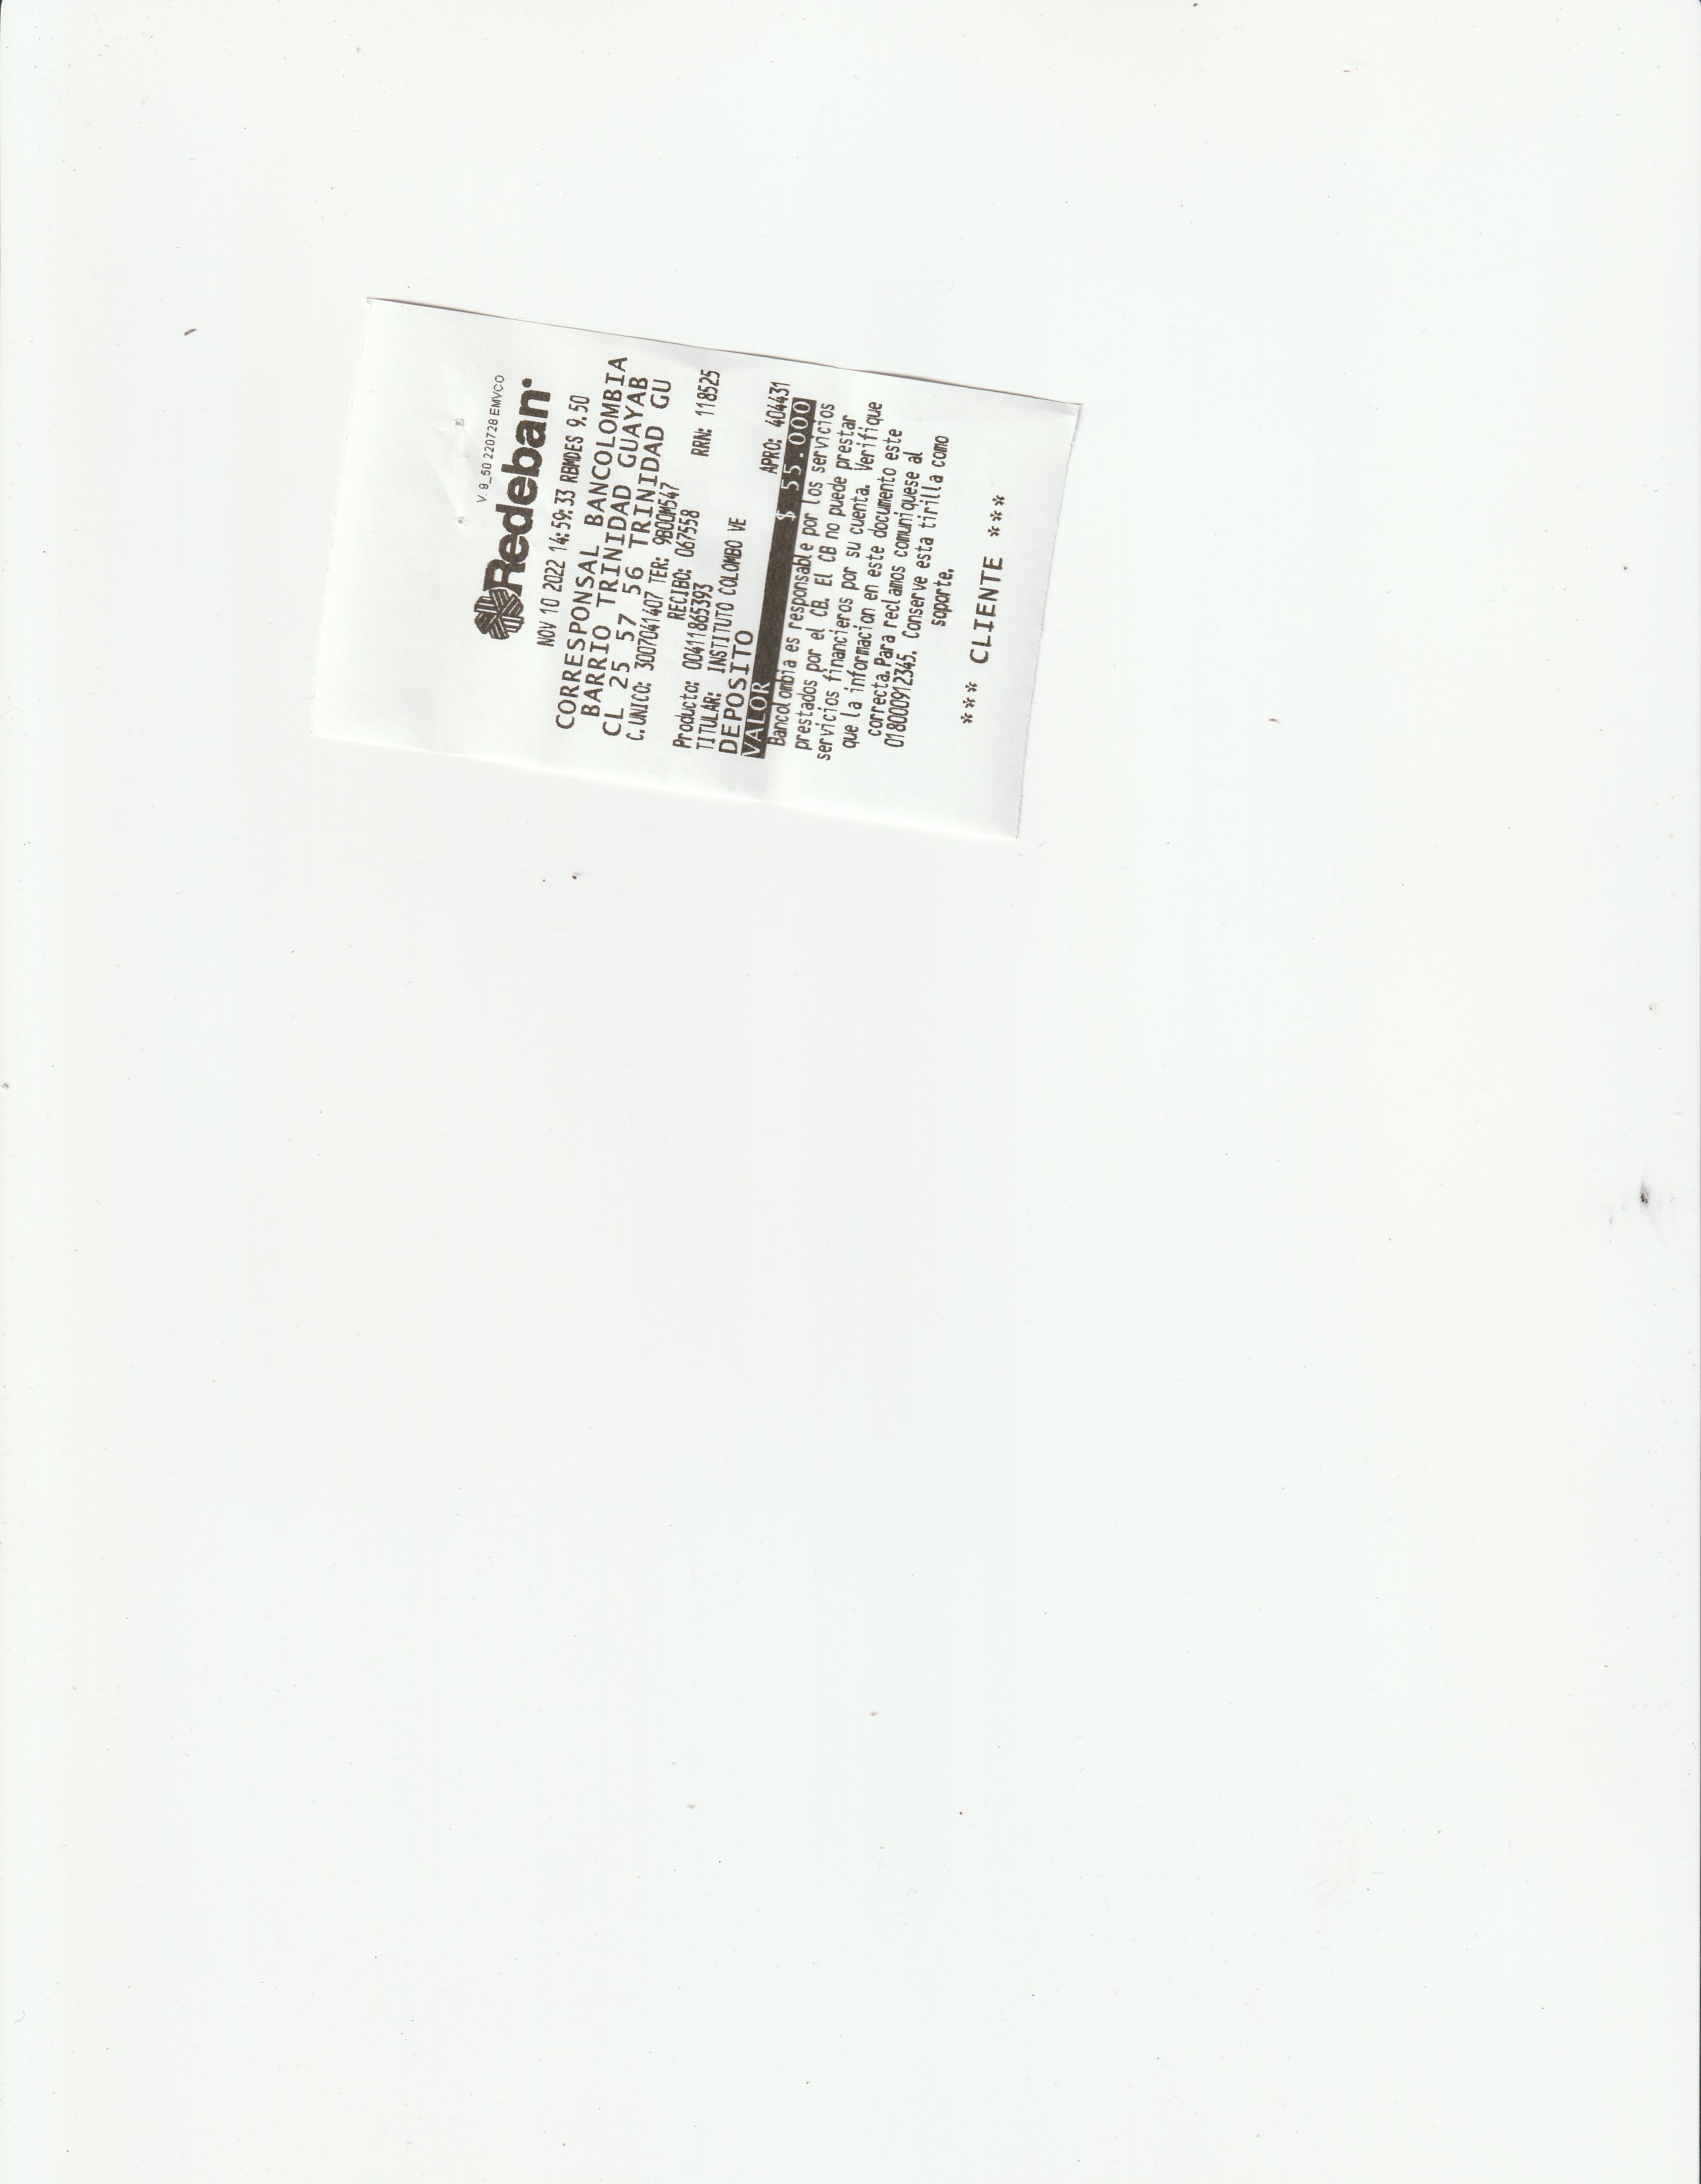 V. 9_50 220728 EMVCO
Redeban
NOV 10 2022 14:59:33 RBMDES 9.50
CORRESPONSAL BANCOLOMBIA
BARRIO TRINIDAD GUAYAB
CL 25 57 56 TRINIDAD GU
C.UNICO: 3007041407 TER: 9BOOM547
RECIBO: 067558 RRN: 118525
Producto: 00411865393
TITULAR: INSTITUTO COLOMBO VE
DEPOSITO APRO: 404431
VALOR $ 55.000
Bancolombia es responsable por los servicios
prestados por el CB. El CB no puede prestar
servicios financieros por su cuenta. Verifique
que la informacion en este documento este
correcta.Para reclamos comuniquese al
018000912345. Conserve esta tirilla como
soporte.
*** CLIENTE ***